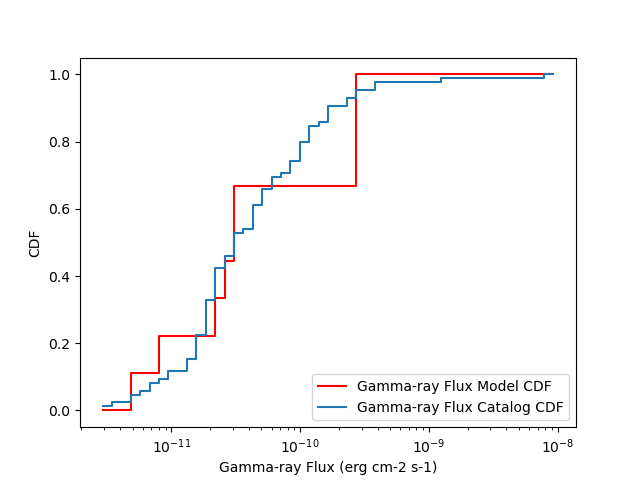 1.0
0.8
0.6
0.4
0.2
0.0
CDF
10⁻¹¹ 10⁻¹⁰ 10⁻⁹ 10⁻⁸
Gamma-ray Flux (erg cm-2 s-1)
Gamma-ray Flux Model CDF
Gamma-ray Flux Catalog CDF